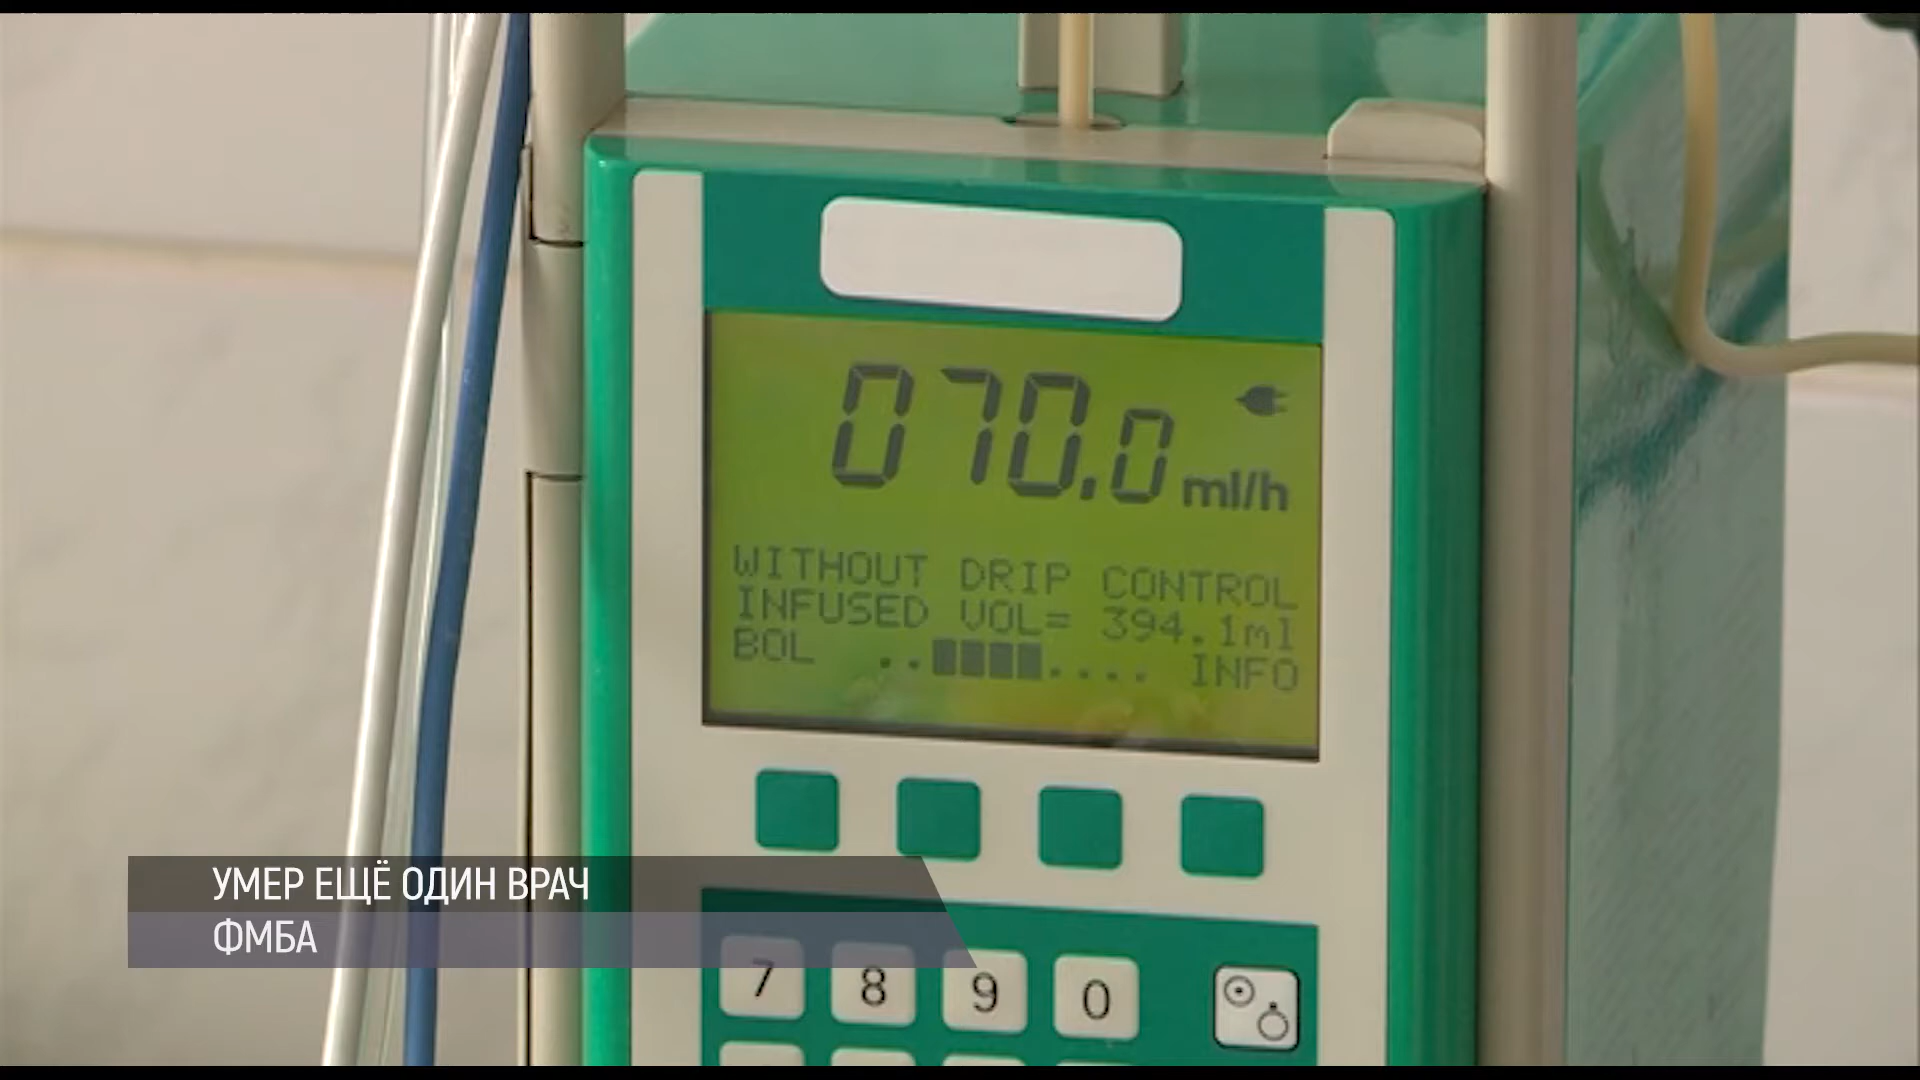 070.0 ml/h
WITHOUT DRIP CONTROL
INFUSED VOL= 394.1ml
BOL INFO
УМЕР ЕЩЁ ОДИН ВРАЧ
ФМБА
7 8 9 0